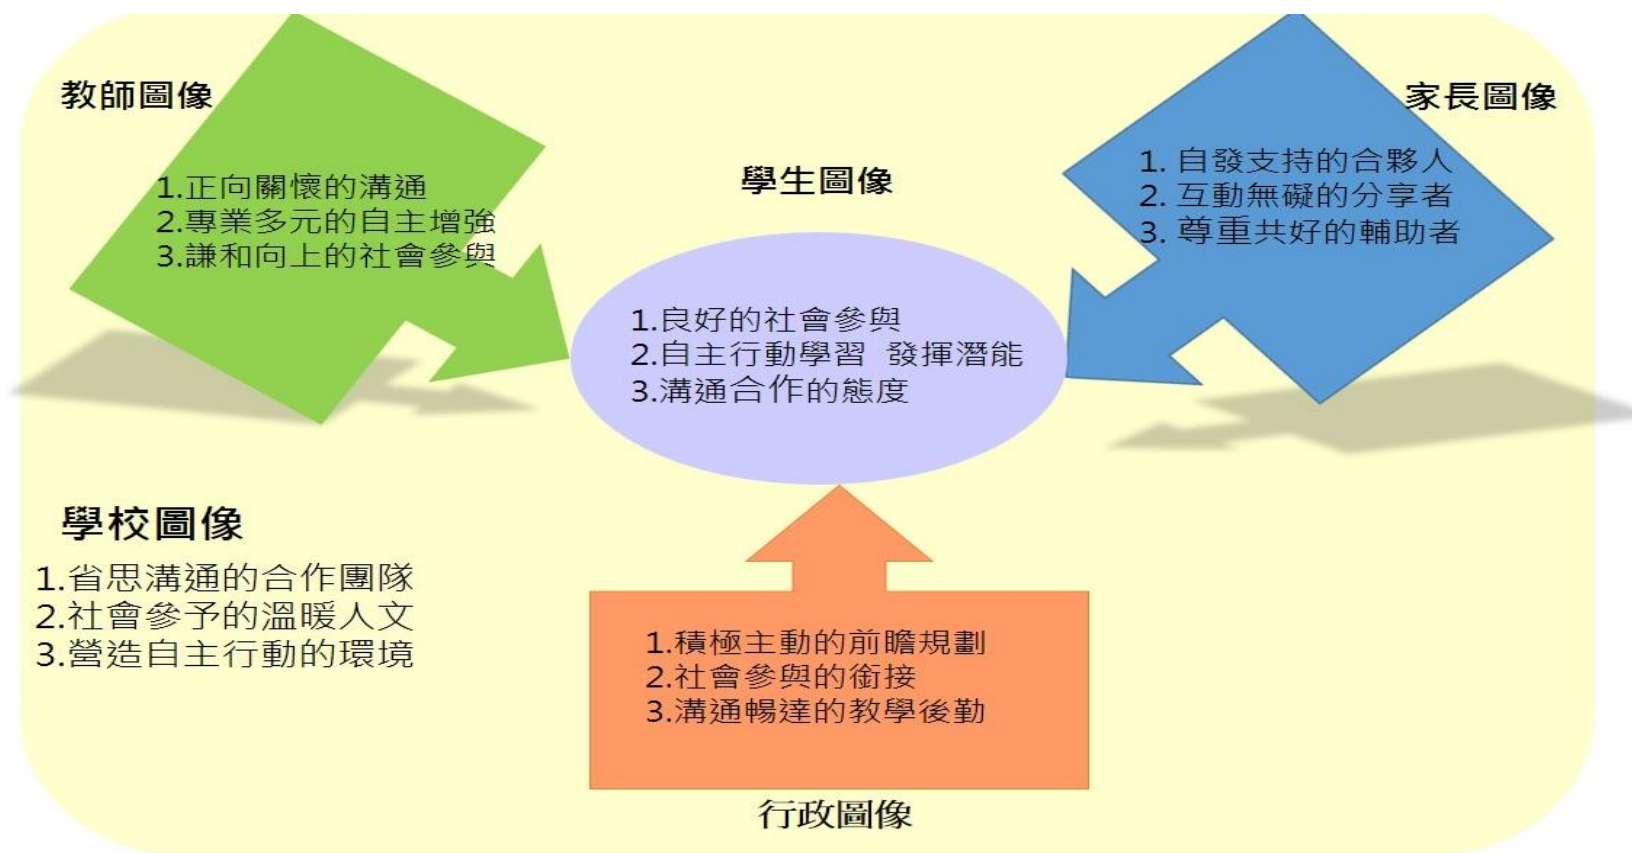 教師圖像
1.正向關懷的溝通
2.專業多元的自主增強
3.謙和向上的社會參與
學生圖像
1.良好的社會參與
2.自主行動學習 發揮潛能
3.溝通合作的態度
家長圖像
1. 自發支持的合夥人
2. 互動無礙的分享者
3. 尊重共好的輔助者
學校圖像
1.省思溝通的合作團隊
2.社會參予的溫暖人文
3.營造自主行動的環境
1.積極主動的前瞻規劃
2.社會參與的銜接
3.溝通暢達的教學後勤
行政圖像